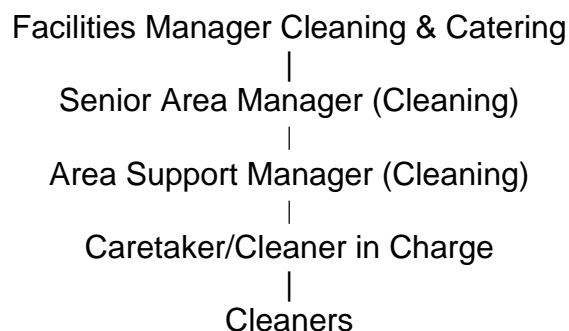 Facilities Manager Cleaning & Catering
Senior Area Manager (Cleaning)
Area Support Manager (Cleaning)
Caretaker/Cleaner in Charge
Cleaners